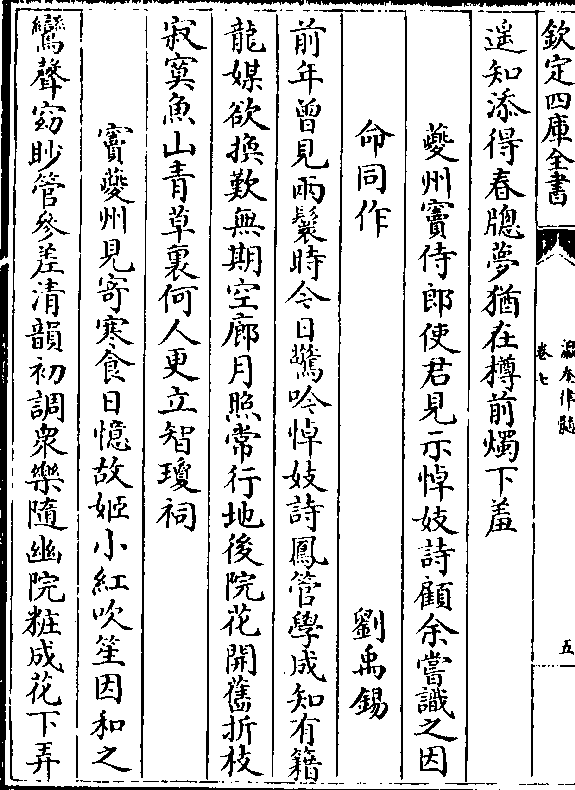 欽定四庫全書
卷七
五
遥知添得春牕夢猶在樽前燭下羞
夔州竇侍郎使君見示悼妓詩顧余嘗識之因
命同作　劉禹錫
前年曾見兩鬟時今日驚吟悼妓詩鳳管學成知有籍
龍媒欲換歎無期空廊月照常行地後院花開舊折枝
寂寞魚山青草裏何人更立智瓊祠
竇夔州見寄寒食日憶故姬小紅吹笙因和之
鸞聲窈眇管參差清韻初調衆樂隨幽院粧成花下弄